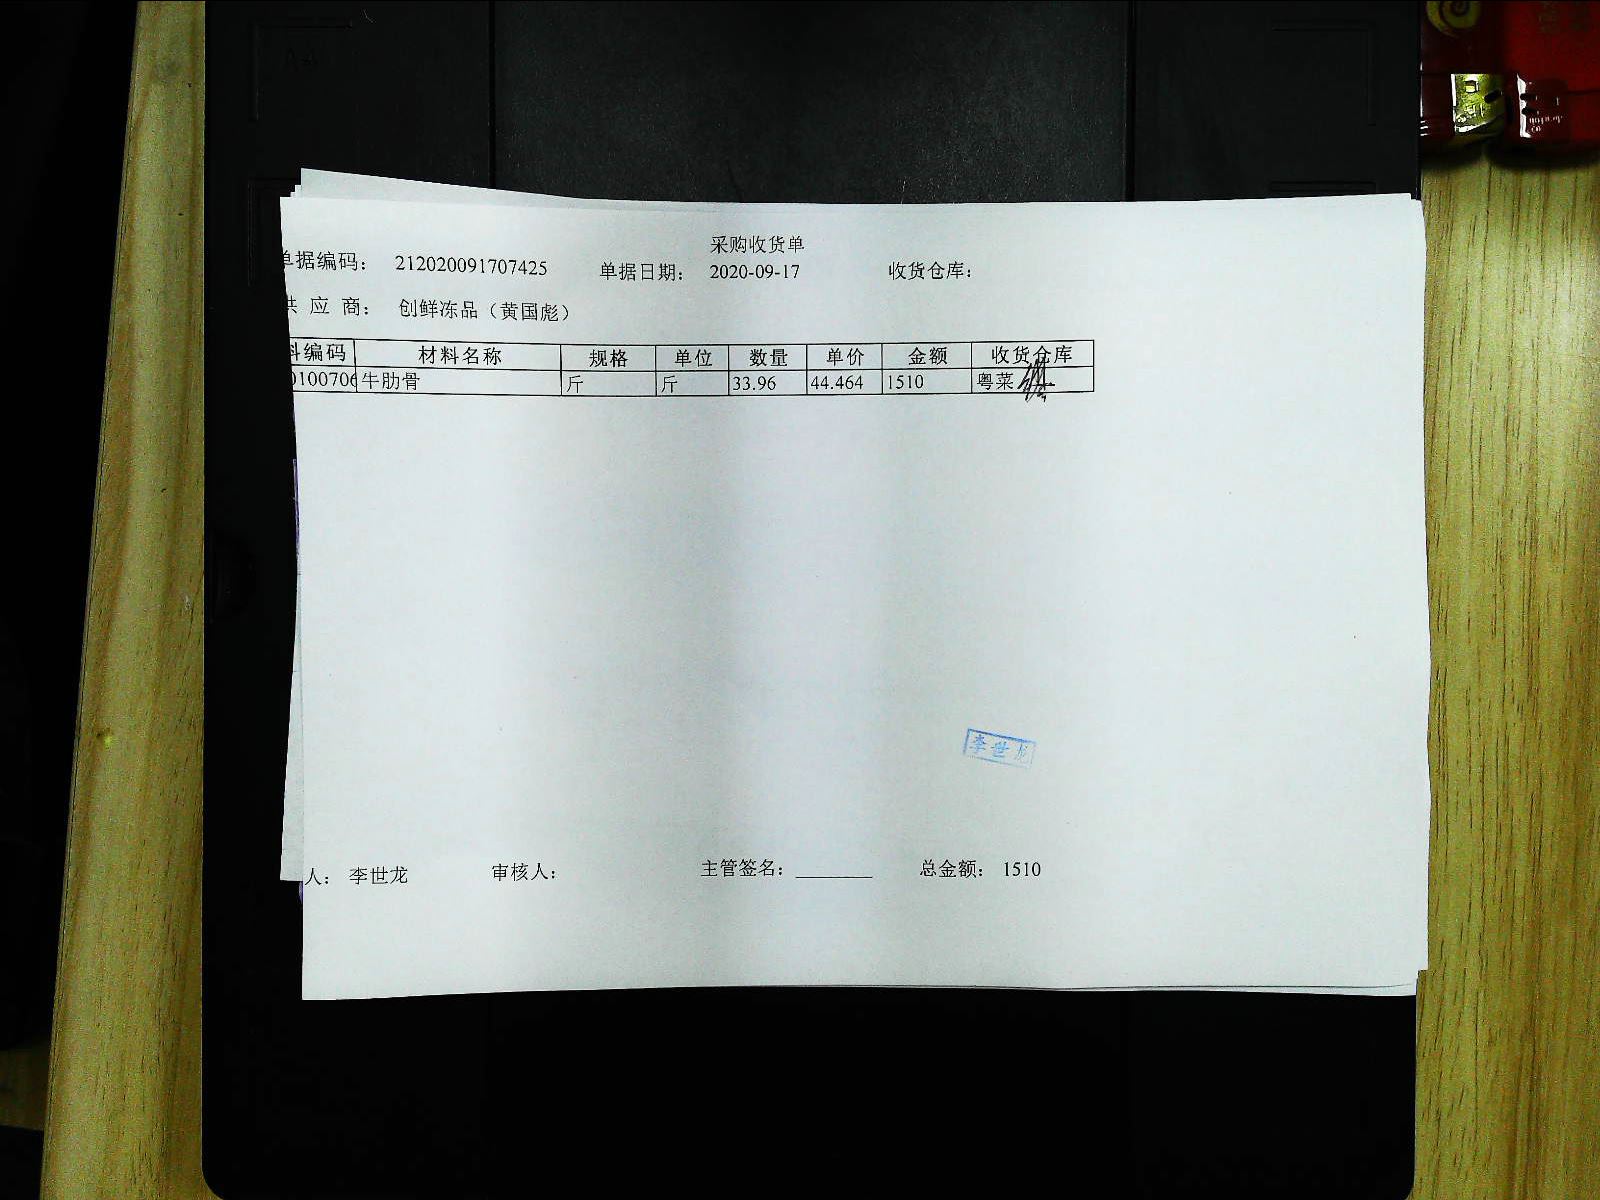 采购收货单
单据编码： 212020091707425 单据日期： 2020-09-17 收货仓库：
供 应 商： 创鲜冻品（黄国彪）
料编码 材料名称 规格 单位 数量 单价 金额 收货仓库
0100706 牛肋骨 斤 斤 33.96 44.464 1510 粤菜
李世龙
人： 李世龙 审核人： 主管签名：________ 总金额： 1510